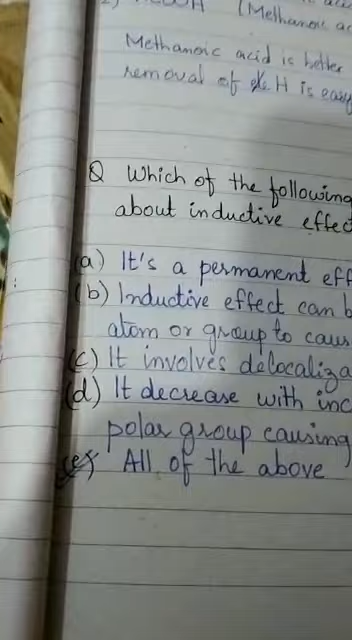 (Methanoic ac
Methanoic acid is better
removal of H is easy
Q Which of the following
about inductive effec
(a) It's a permanent eff
(b) Inductive effect can b
atom or group to caus
(c) It involves delocaliza
(d) It decrease with inc
polar group causing
All of the above